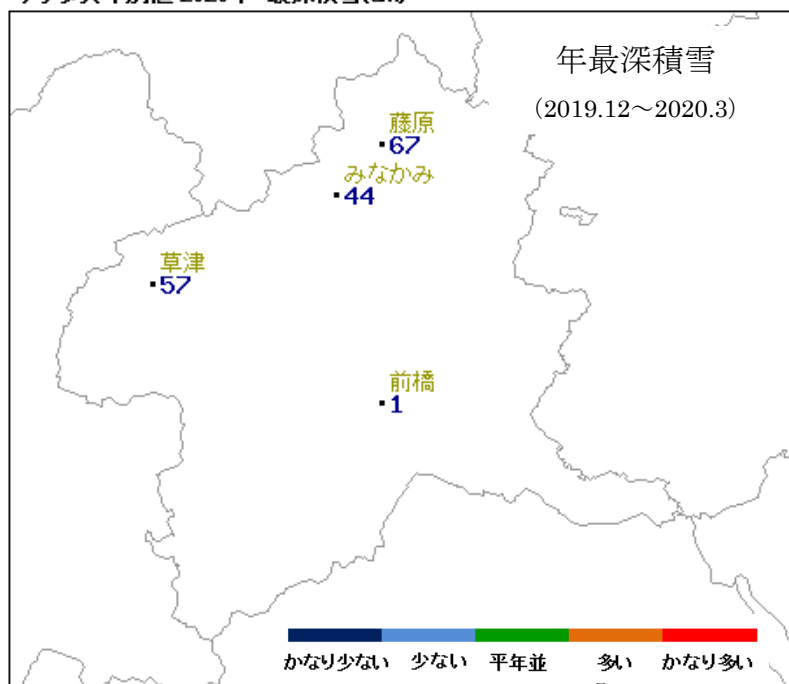 年最深積雪
（2019.12～2020.3）
藤原
67
みなかみ
44
草津
57
前橋
1
かなり少ない 少ない 平年並 多い かなり多い